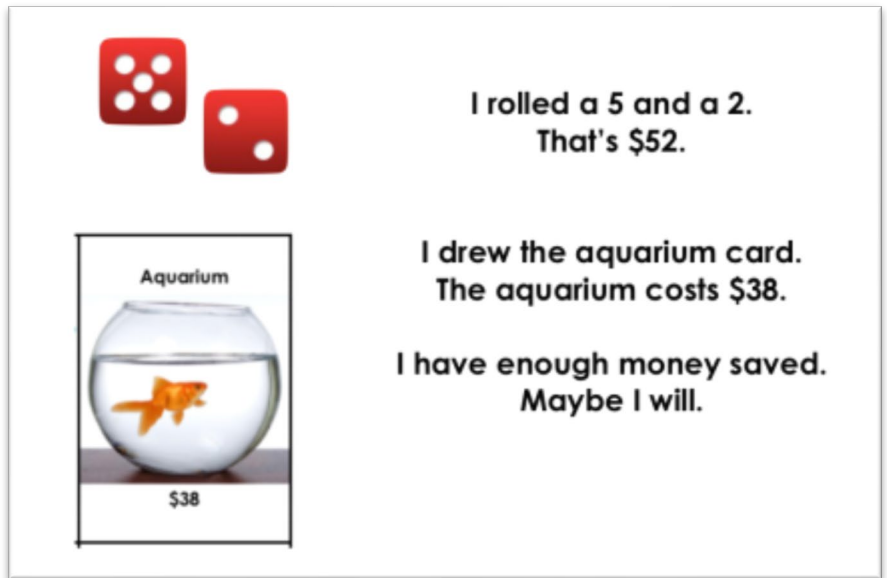 I rolled a 5 and a 2.
That's $52.
Aquarium
$38
I drew the aquarium card.
The aquarium costs $38.
I have enough money saved.
Maybe I will.